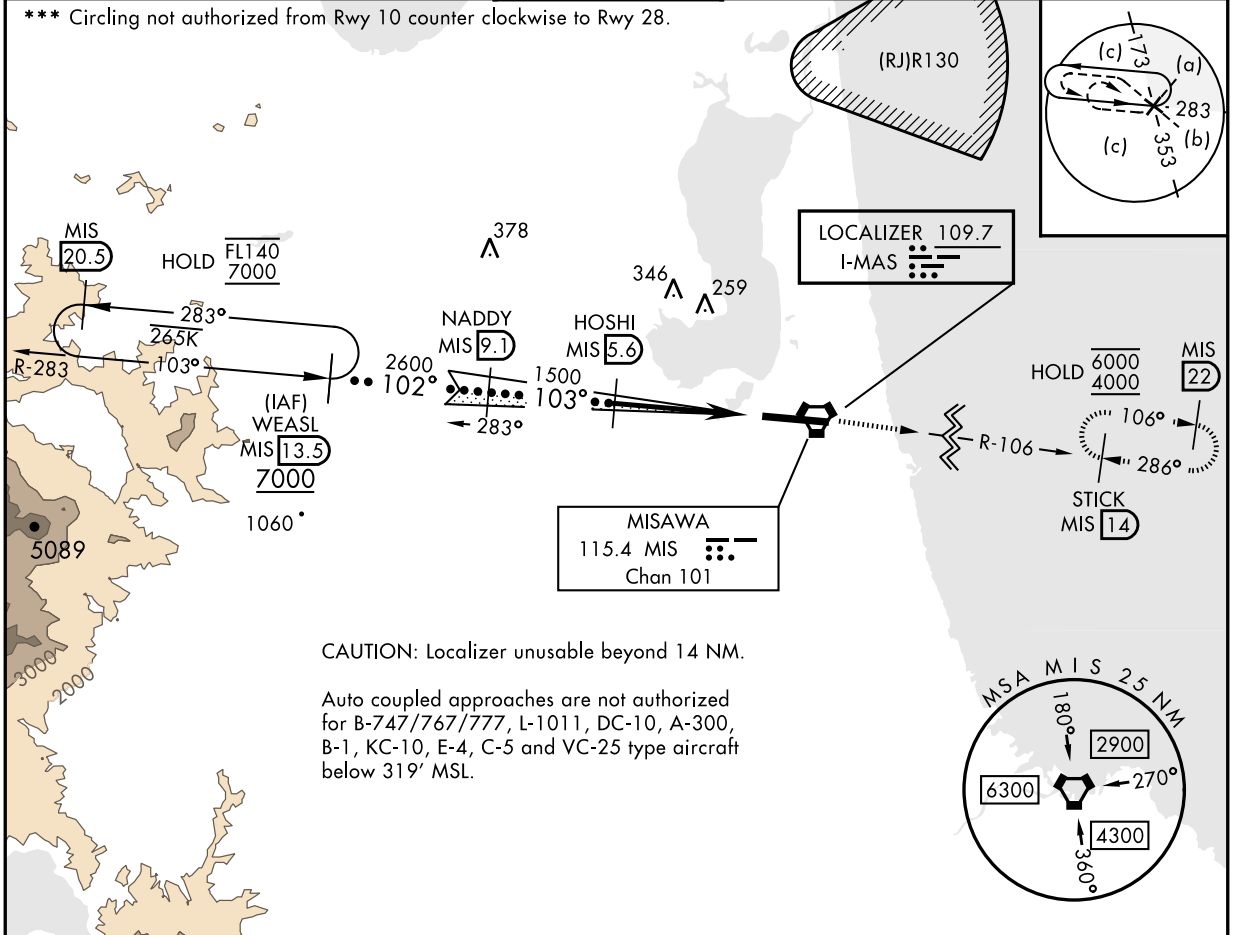 *** Circling not authorized from Rwy 10 counter clockwise to Rwy 28.
(RJ)R130
(c)
173
(a)
283
(b)
(c)
353
MIS
20.5
HOLD
FL140
7000
378
346
259
LOCALIZER 109.7
I-MAS
283°
265K
103°
R-283
NADDY
MIS 9.1
HOSHI
MIS 5.6
2600
102°
1500
103°
283°
(IAF)
WEASL
MIS 13.5
7000
HOLD
6000
4000
MIS
22
106°
R-106
286°
STICK
MIS 14
1060
5089
MISAWA
115.4 MIS
Chan 101
3000
2000
CAUTION: Localizer unusable beyond 14 NM.
Auto coupled approaches are not authorized
for B-747/767/777, L-1011, DC-10, A-300,
B-1, KC-10, E-4, C-5 and VC-25 type aircraft
below 319' MSL.
MSA MIS 25 NM
180°
2900
270°
6300
4300
360°